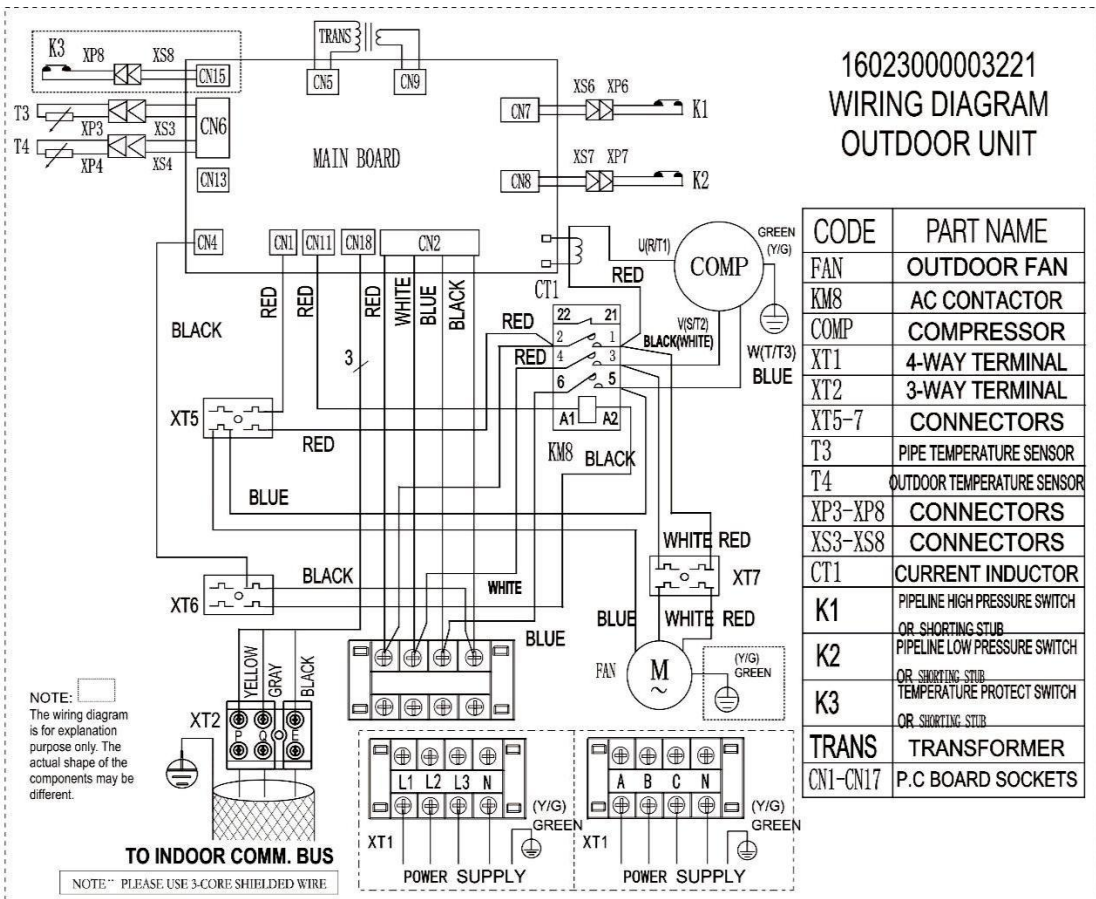 16023000003221
WIRING DIAGRAM
OUTDOOR UNIT
TRANS
K3
XP8
XS8
CN15
CN5
CN9
T3
XP3
XS3
CN6
T4
XP4
XS4
CN13
MAIN BOARD
XS6
XP6
CN7
K1
XS7
XP7
CN8
K2
CN4
CN1
CN11
CN18
CN2
CT1
U(R/T1)
RED
COMP
GREEN
(Y/G)
V(S/T2)
BLACK(WHITE)
W(T/T3)
BLUE
BLACK
RED
RED
RED
WHITE
BLUE
BLACK
3
RED
RED
22
21
2
1
4
3
6
5
A1
A2
KM8
BLACK
XT5
RED
BLUE
XT6
BLACK
WHITE
BLUE
WHITE RED
XT7
BLUE
WHITE RED
FAN
M
~
(Y/G)
GREEN
YELLOW
GRAY
BLACK
XT2
P
Q
E
NOTE:
The wiring diagram
is for explanation
purpose only. The
actual shape of the
components may be
different.
TO INDOOR COMM. BUS
NOTE¨ PLEASE USE 3-CORE SHIELDED WIRE
L1 L2 L3 N
XT1
(Y/G)
GREEN
POWER SUPPLY
A B C N
XT1
(Y/G)
GREEN
POWER SUPPLY
CODE PART NAME
FAN OUTDOOR FAN
KM8 AC CONTACTOR
COMP COMPRESSOR
XT1 4-WAY TERMINAL
XT2 3-WAY TERMINAL
XT5-7 CONNECTORS
T3 PIPE TEMPERATURE SENSOR
T4 OUTDOOR TEMPERATURE SENSOR
XP3-XP8 CONNECTORS
XS3-XS8 CONNECTORS
CT1 CURRENT INDUCTOR
K1 PIPELINE HIGH PRESSURE SWITCH
OR SHORTING STUB
K2 PIPELINE LOW PRESSURE SWITCH
OR SHORTING STUB
K3 TEMPERATURE PROTECT SWITCH
OR SHORTING STUB
TRANS TRANSFORMER
CN1-CN17 P.C BOARD SOCKETS